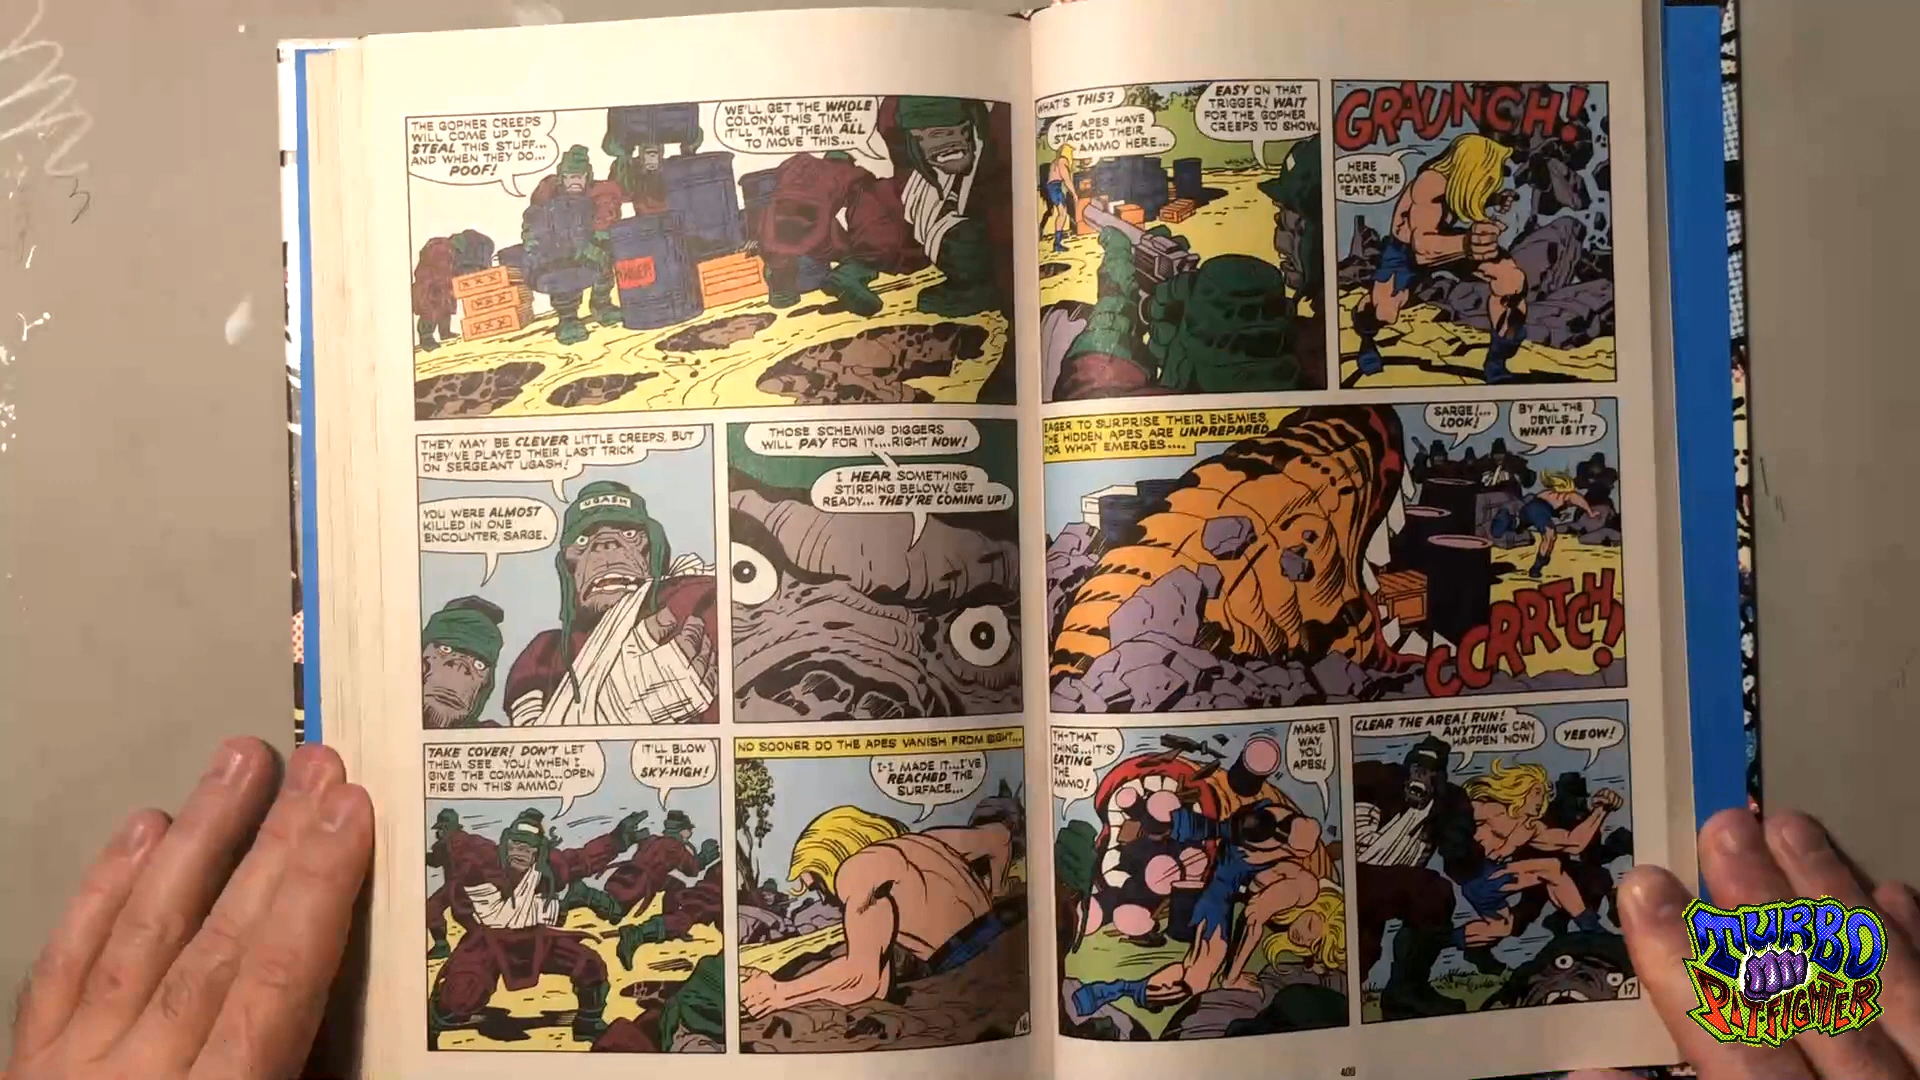 THE GOPHER CREEPS
WILL COME UP TO
STEAL THIS STUFF...
AND WHEN THEY DO...
POOF!
WE'LL GET THE WHOLE
COLONY THIS TIME.
IT'LL TAKE THEM ALL
TO MOVE THIS...
DANGER
XXX
XXX
XXX
THEY MAY BE CLEVER LITTLE CREEPS, BUT
THEY'VE PLAYED THEIR LAST TRICK
ON SERGEANT UGASH!
UGASH
YOU WERE ALMOST
KILLED IN ONE
ENCOUNTER, SARGE.
THOSE SCHEMING DIGGERS
WILL PAY FOR IT....RIGHT NOW!
I HEAR SOMETHING
STIRRING BELOW! GET
READY... THEY'RE COMING UP!
TAKE COVER! DON'T LET
THEM SEE YOU! WHEN I
GIVE THE COMMAND...OPEN
FIRE ON THIS AMMO!
IT'LL BLOW
THEM
SKY-HIGH!
NO SOONER DO THE APES VANISH FROM SIGHT...
I-I MADE IT...I'VE
REACHED THE
SURFACE...
16
WHAT'S THIS?
THE APES HAVE
STACKED THEIR
AMMO HERE...
EASY ON THAT
TRIGGER! WAIT
FOR THE GOPHER
CREEPS TO SHOW.
GRAUNCH!
HERE
COMES THE
"EATER!"
EAGER TO SURPRISE THEIR ENEMIES,
THE HIDDEN APES ARE UNPREPARED
FOR WHAT EMERGES....
SARGE!...
LOOK!
BY ALL THE
DEVILS..!
WHAT IS IT?
CCRRTCH!
TH-THAT
THING...IT'S
EATING
THE
AMMO!
MAKE
WAY,
YOU
APES!
CLEAR THE AREA! RUN!
ANYTHING CAN
HAPPEN NOW!
YEEOW!
17
403
TURBO
PITFIGHTER